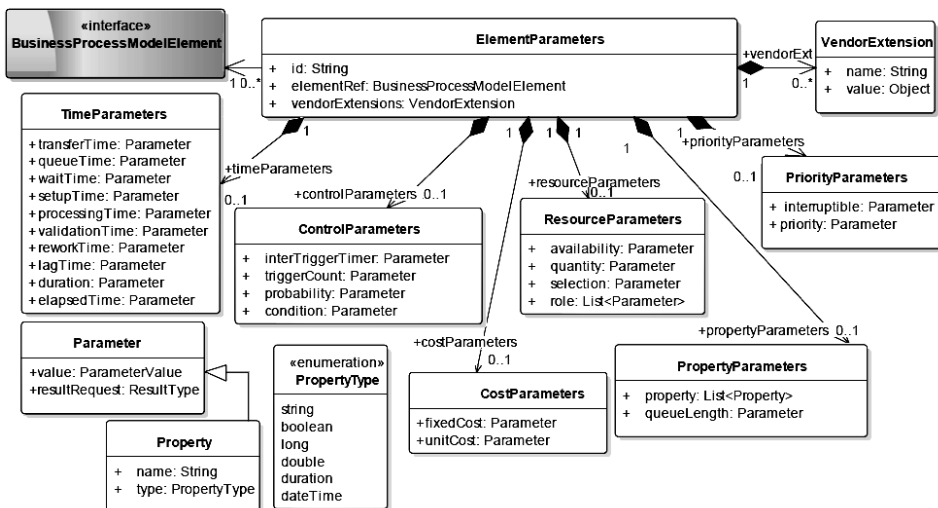 «interface»
BusinessProcessModelElement
ElementParameters
+ id: String
+ elementRef: BusinessProcessModelElement
+ vendorExtensions: VendorExtension
1 0..*
+vendorExt
1
0..*
VendorExtension
+ name: String
+ value: Object
TimeParameters
+transferTime: Parameter
+queueTime: Parameter
+waitTime: Parameter
+setupTime: Parameter
+processingTime: Parameter
+validationTime: Parameter
+reworkTime: Parameter
+lagTime: Parameter
+duration: Parameter
+elapsedTime: Parameter
1
+timeParameters
0..1
1
+controlParameters 0..1
ControlParameters
+ interTriggerTimer: Parameter
+ triggerCount: Parameter
+ probability: Parameter
+ condition: Parameter
1
1
+resourceParameters
0..1
ResourceParameters
+ availability: Parameter
+ quantity: Parameter
+ selection: Parameter
+ role: List<Parameter>
1
1
+priorityParameters
0..1
PriorityParameters
+ interruptible: Parameter
+ priority: Parameter
Parameter
+value: ParameterValue
+resultRequest: ResultType
Property
+ name: String
+ type: PropertyType
«enumeration»
PropertyType
string
boolean
long
double
duration
dateTime
+costParameters
0..1
CostParameters
+fixedCost: Parameter
+unitCost: Parameter
+propertyParameters 0..1
PropertyParameters
+ property: List<Property>
+ queueLength: Parameter